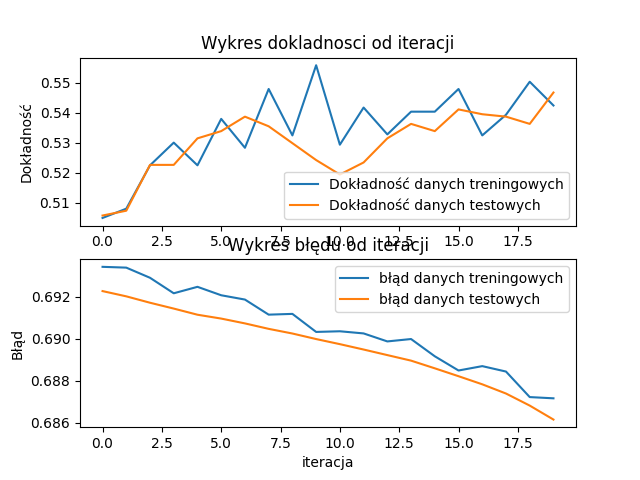 Wykres dokladnosci od iteracji
Dokładność
0.55
0.54
0.53
0.52
0.51
Dokładność danych treningowych
Dokładność danych testowych
0.0 2.5 5.0 7.5 10.0 12.5 15.0 17.5
Wykres błędu od iteracji
Błąd
0.692
0.690
0.688
0.686
błąd danych treningowych
błąd danych testowych
0.0 2.5 5.0 7.5 10.0 12.5 15.0 17.5
iteracja